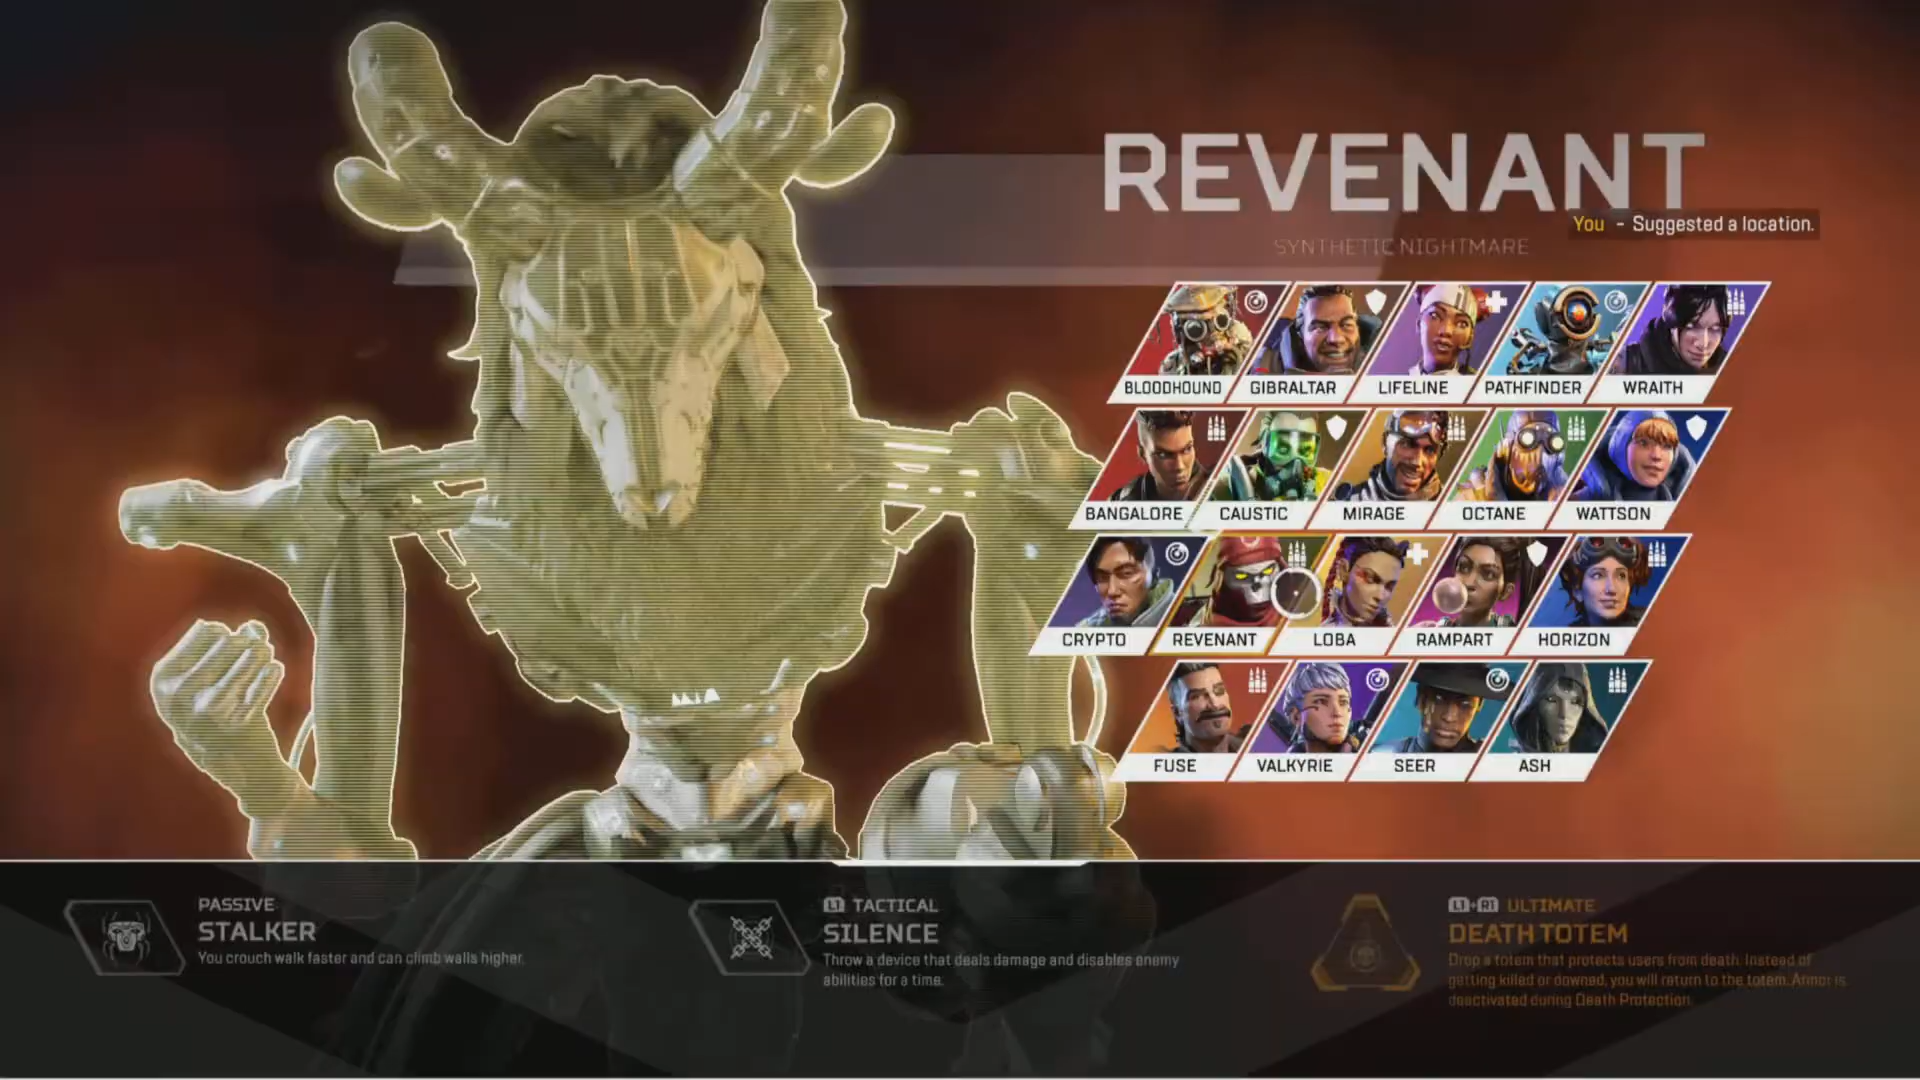 REVENANT
You - Suggested a location.
SYNTHETIC NIGHTMARE
BLOODHOUND
GIBRALTAR
LIFELINE
PATHFINDER
WRAITH
BANGALORE
CAUSTIC
MIRAGE
OCTANE
WATTSON
CRYPTO
REVENANT
LOBA
RAMPART
HORIZON
FUSE
VALKYRIE
SEER
ASH
PASSIVE
STALKER
You crouch walk faster and can climb walls higher.
L1 TACTICAL
SILENCE
Throw a device that deals damage and disables enemy
abilities for a time.
L1+R1 ULTIMATE
DEATH TOTEM
Drop a totem that protects users from death. Instead of
getting killed or downed, you will return to the totem. Armor is
deactivated during Death Protection.